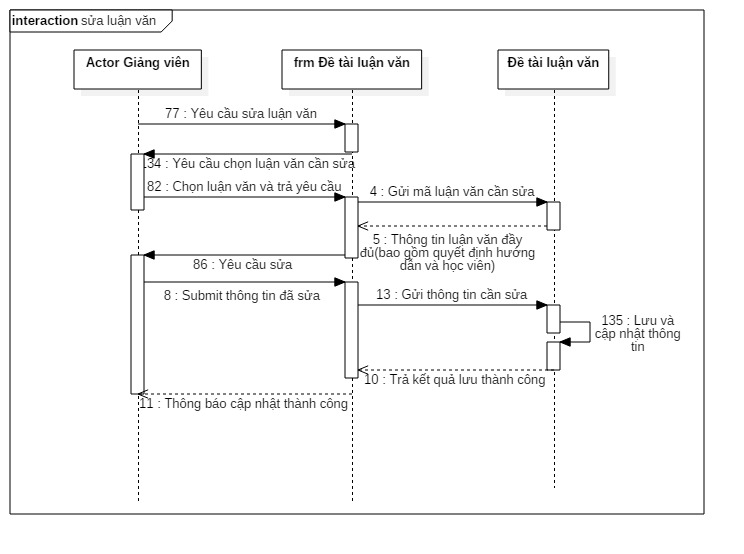 interaction sửa luận văn
Actor Giảng viên
frm Đề tài luận văn
Đề tài luận văn
77 : Yêu cầu sửa luận văn
134 : Yêu cầu chọn luận văn cần sửa
82 : Chọn luận văn và trả yêu cầu
4 : Gửi mã luận văn cần sửa
5 : Thông tin luận văn đầy
đủ(bao gồm quyết định hướng
dẫn và học viên)
86 : Yêu cầu sửa
8 : Submit thông tin đã sửa
13 : Gửi thông tin cần sửa
135 : Lưu và
cập nhật thông
tin
10 : Trả kết quả lưu thành công
11 : Thông báo cập nhật thành công